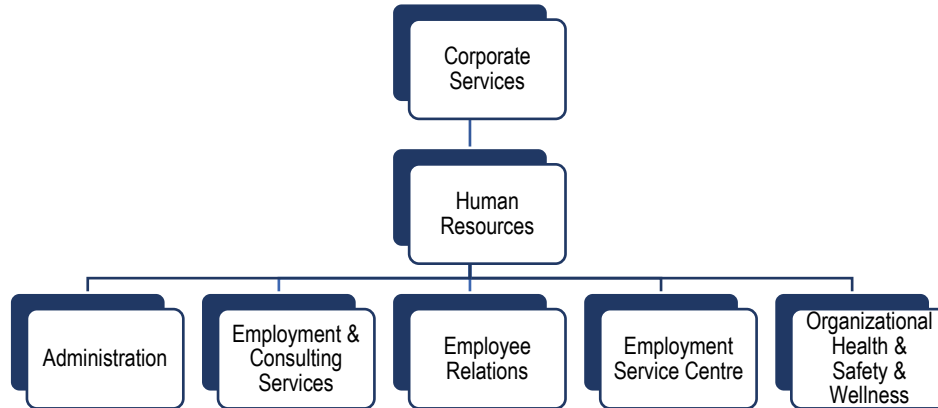 Corporate
Services
Human
Resources
Administration
Employment &
Consulting
Services
Employee
Relations
Employment
Service Centre
Organizational
Health &
Safety &
Wellness